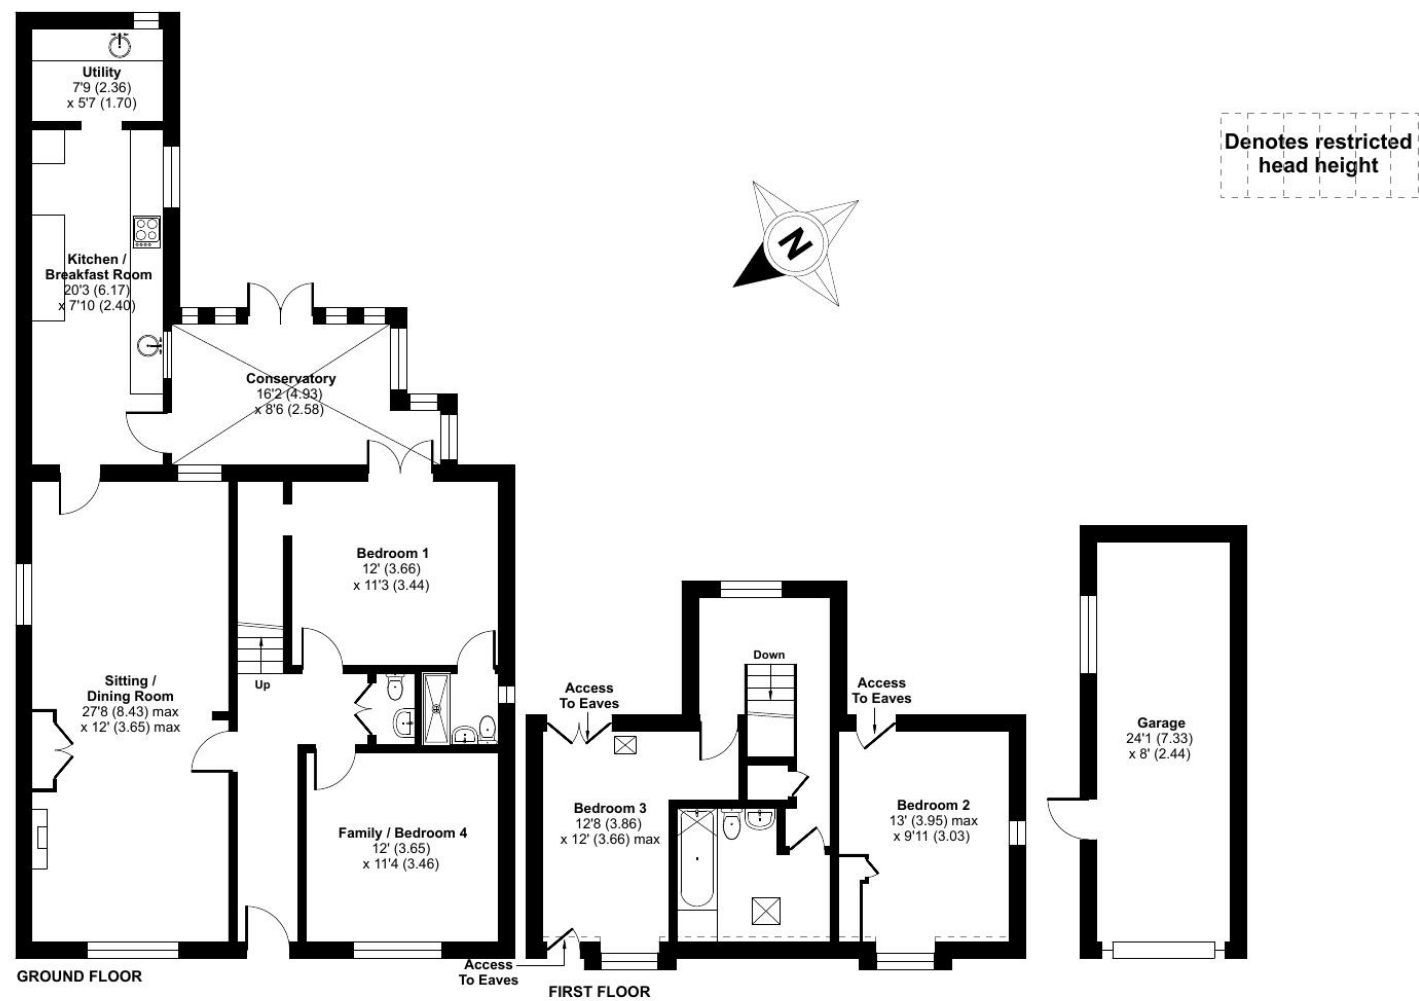 Utility
7'9 (2.36)
x 5'7 (1.70)
Denotes restricted
head height
N
Kitchen /
Breakfast Room
20'3 (6.17)
x 7'10 (2.40)
Conservatory
16'2 (4.93)
x 8'6 (2.58)
Bedroom 1
12' (3.66)
x 11'3 (3.44)
Sitting /
Dining Room
27'8 (8.43) max
x 12' (3.65) max
Up
Family / Bedroom 4
12' (3.65)
x 11'4 (3.46)
GROUND FLOOR
Down
Access
To Eaves
Access
To Eaves
Bedroom 3
12'8 (3.86)
x 12' (3.66) max
Bedroom 2
13' (3.95) max
x 9'11 (3.03)
Access
To Eaves
FIRST FLOOR
Garage
24'1 (7.33)
x 8' (2.44)